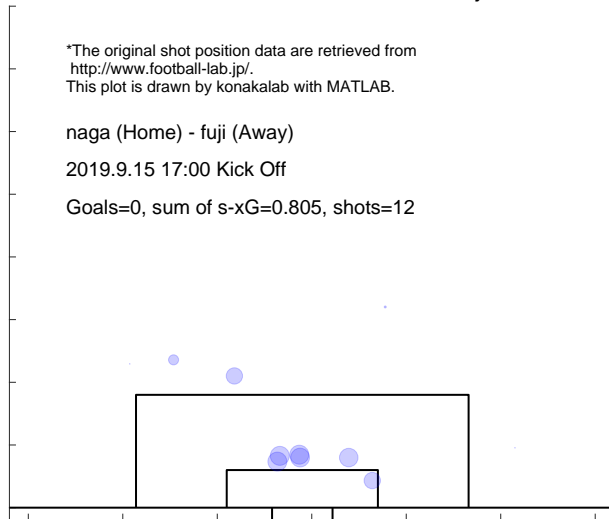 *The original shot position data are retrieved from
http://www.football-lab.jp/.
This plot is drawn by konakalab with MATLAB.
naga (Home) - fuji (Away)
2019.9.15 17:00 Kick Off
Goals=0, sum of s-xG=0.805, shots=12